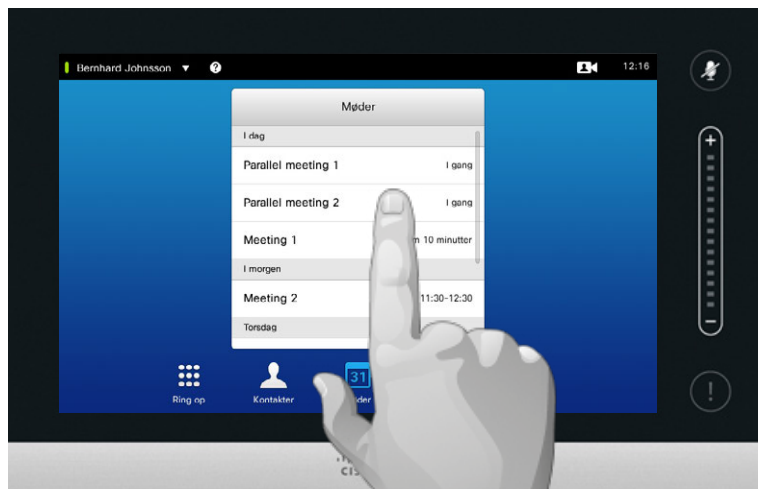 Bernhard Johnsson ? 12:16
Møder
I dag
Parallel meeting 1 I gang
Parallel meeting 2 I gang
Meeting 1 10 minutter
I morgen
Meeting 2 11:30-12:30
Torsdag
31
Ring op Kontakter
+
−
!